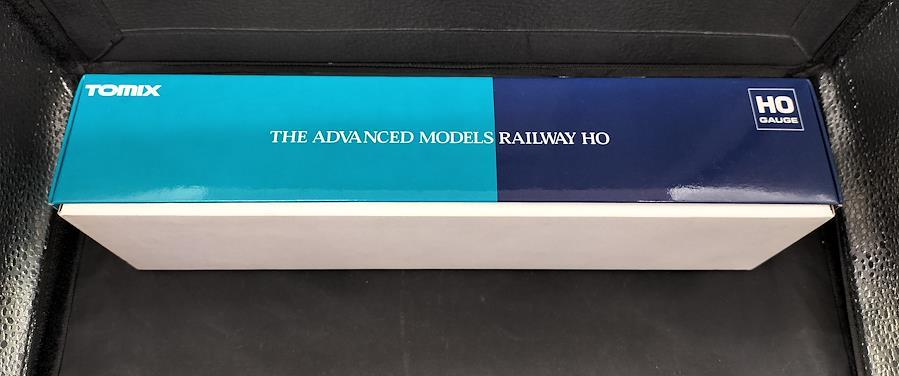 TOMIX
THE ADVANCED MODELS RAILWAY HO
HO
GAUGE